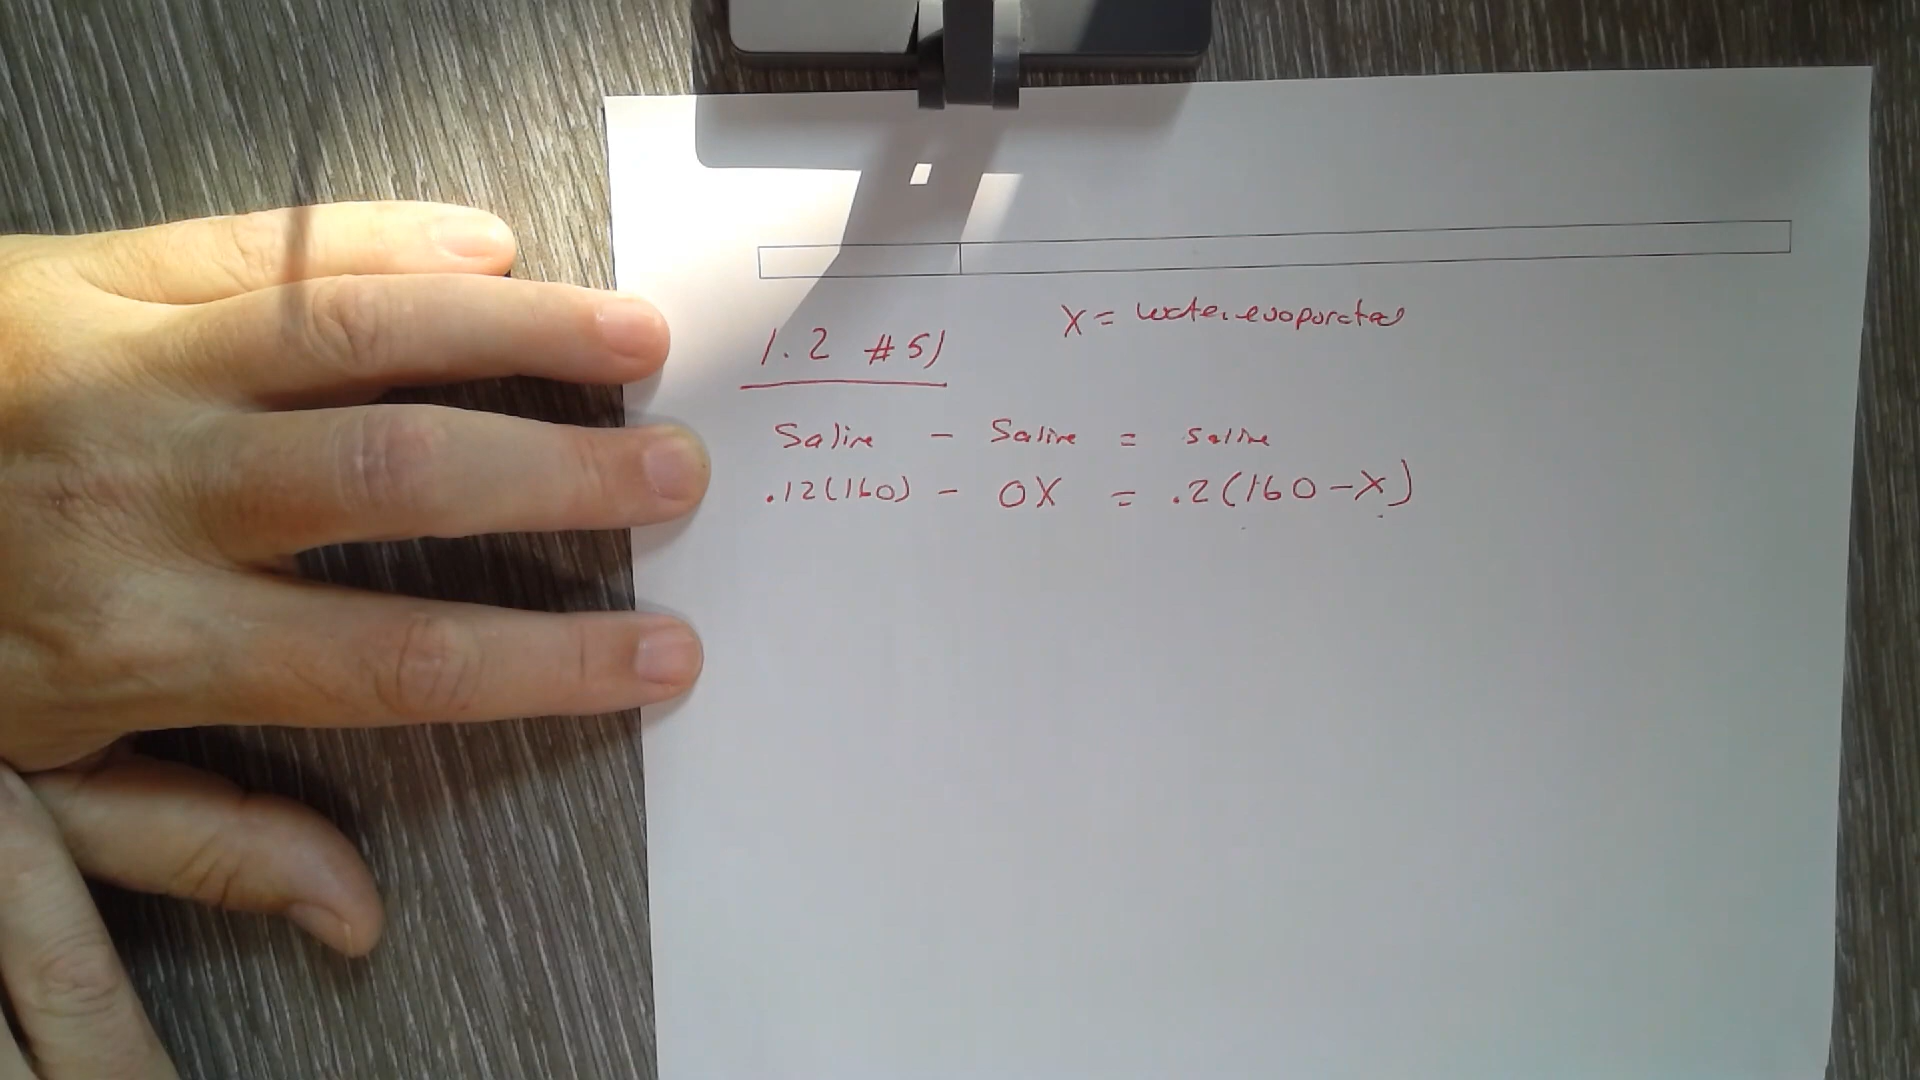 X = water evaporated
1.2 #51
Saline - Saline = saline
.12(160) - 0X = .2(160-X)